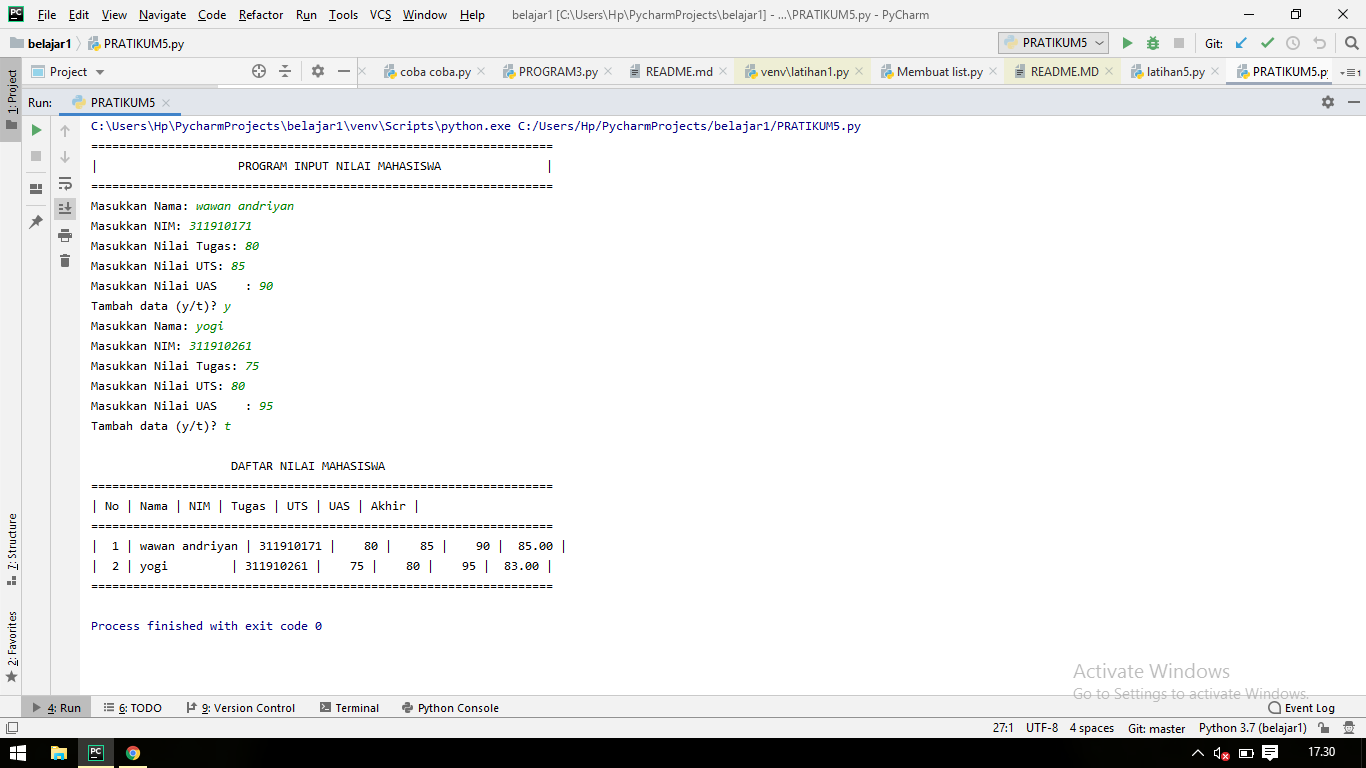 File Edit View Navigate Code Refactor Run Tools VCS Window Help belajar1 [C:\Users\Hp\PycharmProjects\belajar1] - ...\PRATIKUM5.py - PyCharm
belajar1 PRATIKUM5.py PRATIKUM5 Git:
Project coba coba.py PROGRAM3.py README.md venv\latihan1.py Membuat list.py README.MD latihan5.py PRATIKUM5.py
1: Project
Run: PRATIKUM5
C:\Users\Hp\PycharmProjects\belajar1\venv\Scripts\python.exe C:/Users/Hp/PycharmProjects/belajar1/PRATIKUM5.py
==================================================================
|                    PROGRAM INPUT NILAI MAHASISWA               |
==================================================================
Masukkan Nama: wawan andriyan
Masukkan NIM: 311910171
Masukkan Nilai Tugas: 80
Masukkan Nilai UTS: 85
Masukkan Nilai UAS    : 90
Tambah data (y/t)? y
Masukkan Nama: yogi
Masukkan NIM: 311910261
Masukkan Nilai Tugas: 75
Masukkan Nilai UTS: 80
Masukkan Nilai UAS    : 95
Tambah data (y/t)? t
                    DAFTAR NILAI MAHASISWA
==================================================================
| No | Nama | NIM | Tugas | UTS | UAS | Akhir |
==================================================================
|  1 | wawan andriyan | 311910171 |    80 |    85 |    90 |  85.00 |
|  2 | yogi         | 311910261 |    75 |    80 |    95 |  83.00 |
==================================================================
Process finished with exit code 0
Z: Structure
2: Favorites
Activate Windows
Go to Settings to activate Windows.
4: Run 6: TODO 9: Version Control Terminal Python Console Event Log
27:1 UTF-8 4 spaces Git: master Python 3.7 (belajar1)
17.30